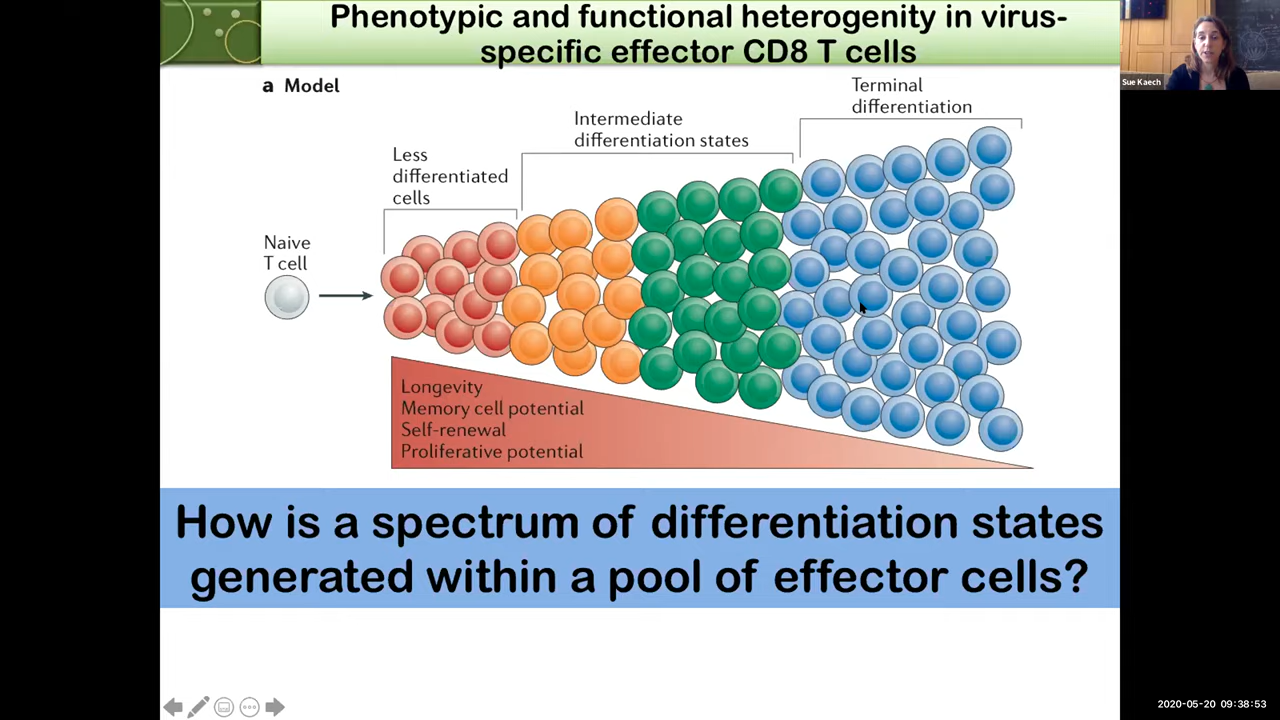 Phenotypic and functional heterogenity in virus-
specific effector CD8 T cells
a Model
Terminal
differentiation
Intermediate
differentiation states
Less
differentiated
cells
Naive
T cell
Longevity
Memory cell potential
Self-renewal
Proliferative potential
How is a spectrum of differentiation states
generated within a pool of effector cells?
Sue Kaech
2020-05-20 09:38:53